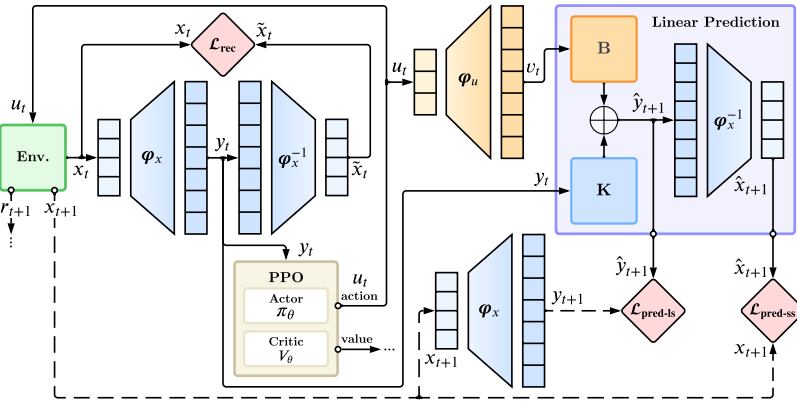 Linear Prediction
x_t
x̃_t
𝓛_rec
u_t
φ_u
v_t
B
u_t
ŷ_{t+1}
Env.
x_t
φ_x
y_t
φ_x^{-1}
x̃_t
φ_x^{-1}
x̂_{t+1}
y_t
K
r_{t+1}
x_{t+1}
...
y_t
PPO
u_t
action
Actor
π_θ
Critic
V_θ
value
...
φ_x
x_{t+1}
y_{t+1}
ŷ_{t+1}
𝓛_pred-ls
x̂_{t+1}
𝓛_pred-ss
x_{t+1}